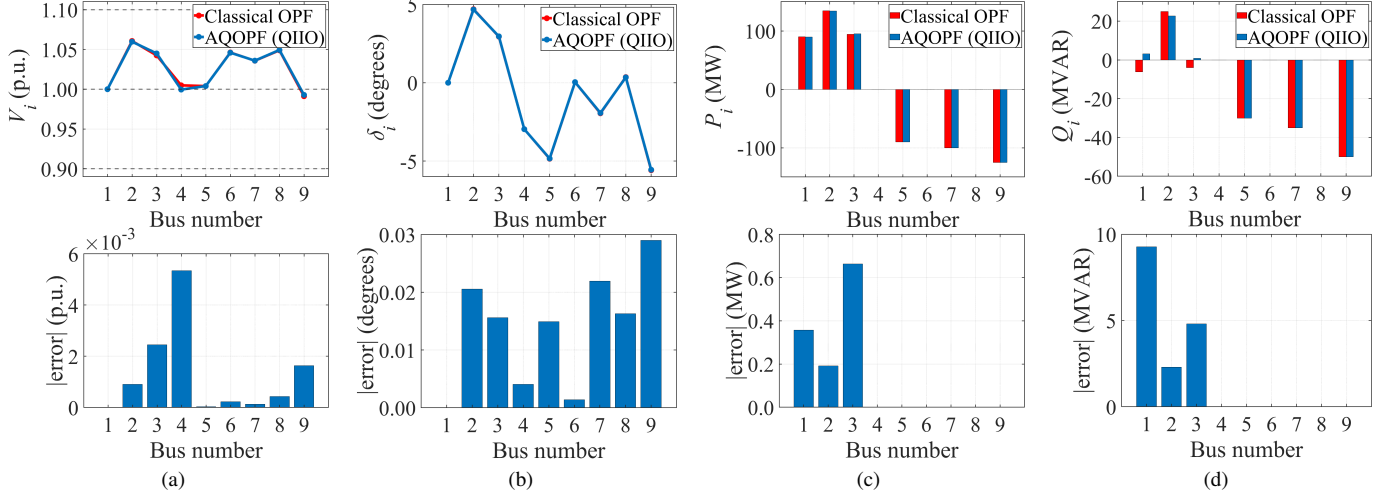 1.10
1.05
1.00
0.95
0.90
V_i (p.u.)
Classical OPF
AQOPF (QIIO)
1 2 3 4 5 6 7 8 9
Bus number
5
0
-5
δ_i (degrees)
Classical OPF
AQOPF (QIIO)
1 2 3 4 5 6 7 8 9
Bus number
100
0
-100
P_i (MW)
Classical OPF
AQOPF (QIIO)
1 2 3 4 5 6 7 8 9
Bus number
20
0
-20
-40
-60
Q_i (MVAR)
Classical OPF
AQOPF (QIIO)
1 2 3 4 5 6 7 8 9
Bus number
×10⁻³
6
4
2
0
|error| (p.u.)
1 2 3 4 5 6 7 8 9
Bus number
(a)
0.03
0.02
0.01
0.00
|error| (degrees)
1 2 3 4 5 6 7 8 9
Bus number
(b)
0.8
0.6
0.4
0.2
0.0
|error| (MW)
1 2 3 4 5 6 7 8 9
Bus number
(c)
10
5
0
|error| (MVAR)
1 2 3 4 5 6 7 8 9
Bus number
(d)